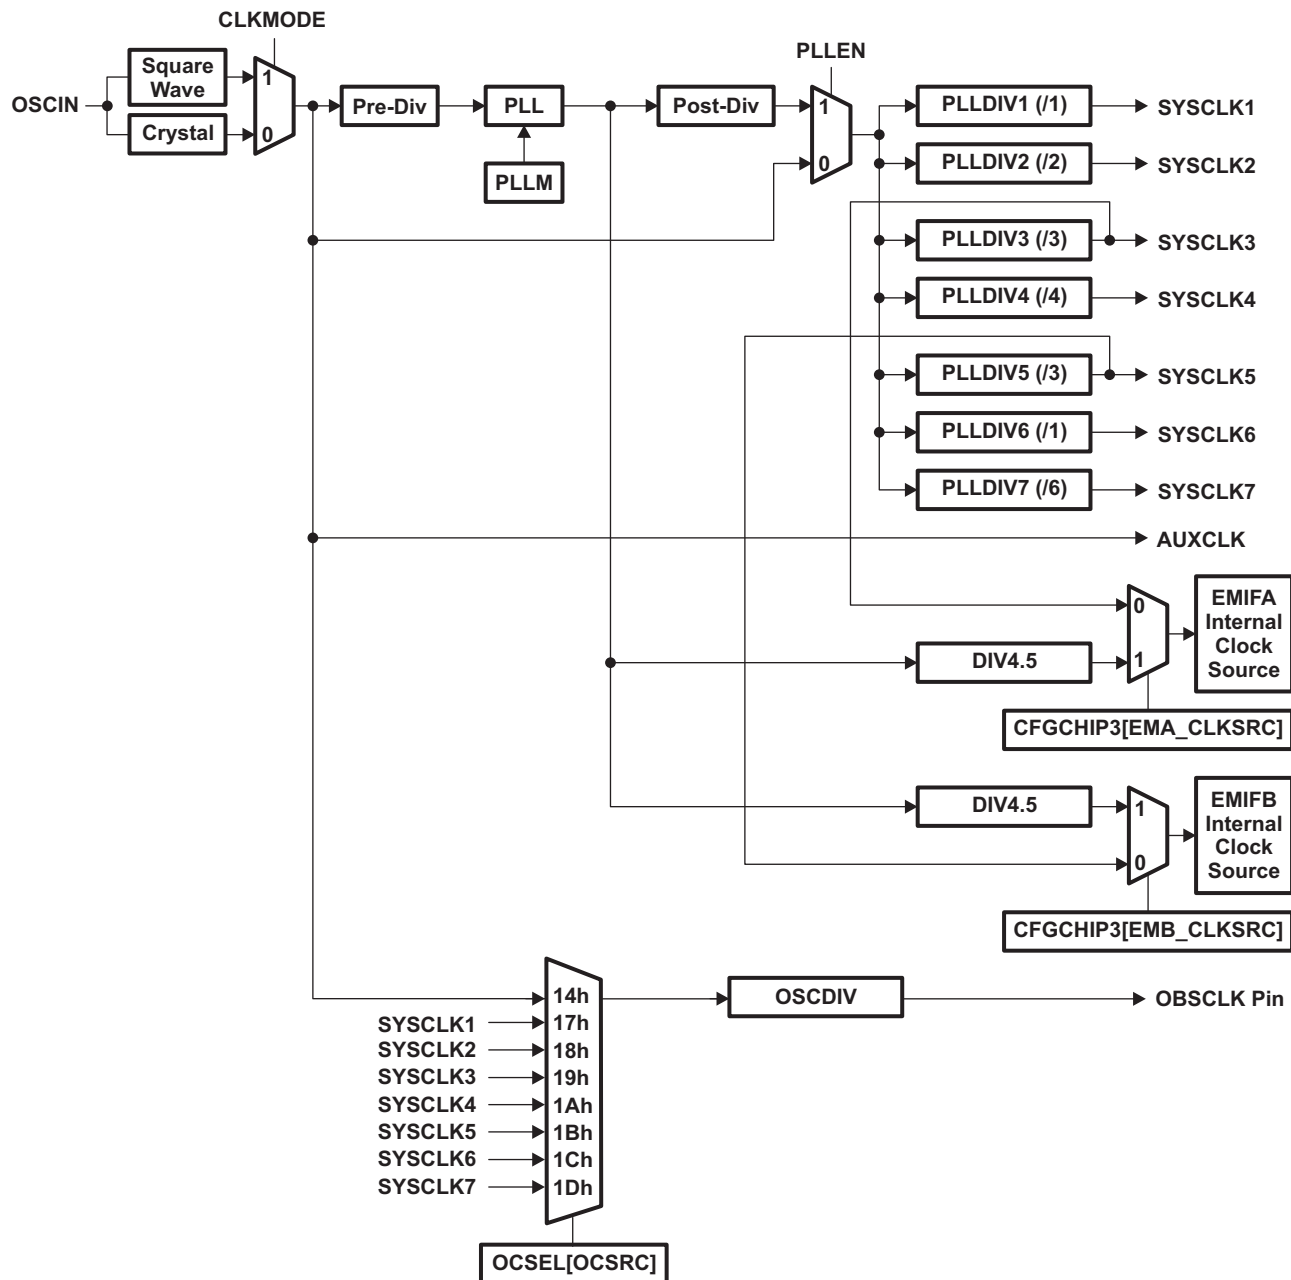 CLKMODE
Square
Wave
1
OSCIN
Crystal
0
Pre-Div
PLL
PLLM
Post-Div
PLLEN
1
0
PLLDIV1 (/1)
SYSCLK1
PLLDIV2 (/2)
SYSCLK2
PLLDIV3 (/3)
SYSCLK3
PLLDIV4 (/4)
SYSCLK4
PLLDIV5 (/3)
SYSCLK5
PLLDIV6 (/1)
SYSCLK6
PLLDIV7 (/6)
SYSCLK7
AUXCLK
0
1
EMIFA
Internal
Clock
Source
DIV4.5
CFGCHIP3[EMA_CLKSRC]
DIV4.5
1
0
EMIFB
Internal
Clock
Source
CFGCHIP3[EMB_CLKSRC]
14h
OSCDIV
OBSCLK Pin
SYSCLK1 17h
SYSCLK2 18h
SYSCLK3 19h
SYSCLK4 1Ah
SYSCLK5 1Bh
SYSCLK6 1Ch
SYSCLK7 1Dh
OCSEL[OCSRC]